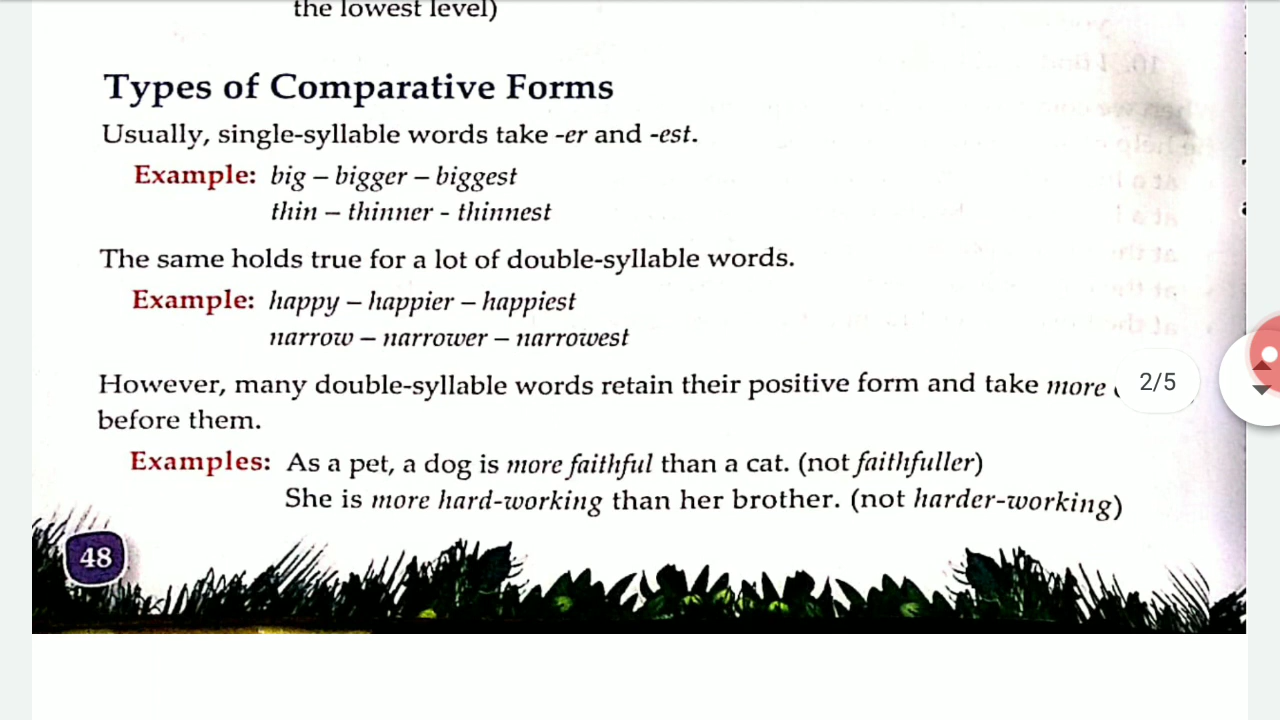 the lowest level)
Types of Comparative Forms
Usually, single-syllable words take -er and -est.
Example: big – bigger – biggest
thin – thinner - thinnest
The same holds true for a lot of double-syllable words.
Example: happy – happier – happiest
narrow – narrower – narrowest
However, many double-syllable words retain their positive form and take more
before them.
2/5
Examples: As a pet, a dog is more faithful than a cat. (not faithfuller)
She is more hard-working than her brother. (not harder-working)
48